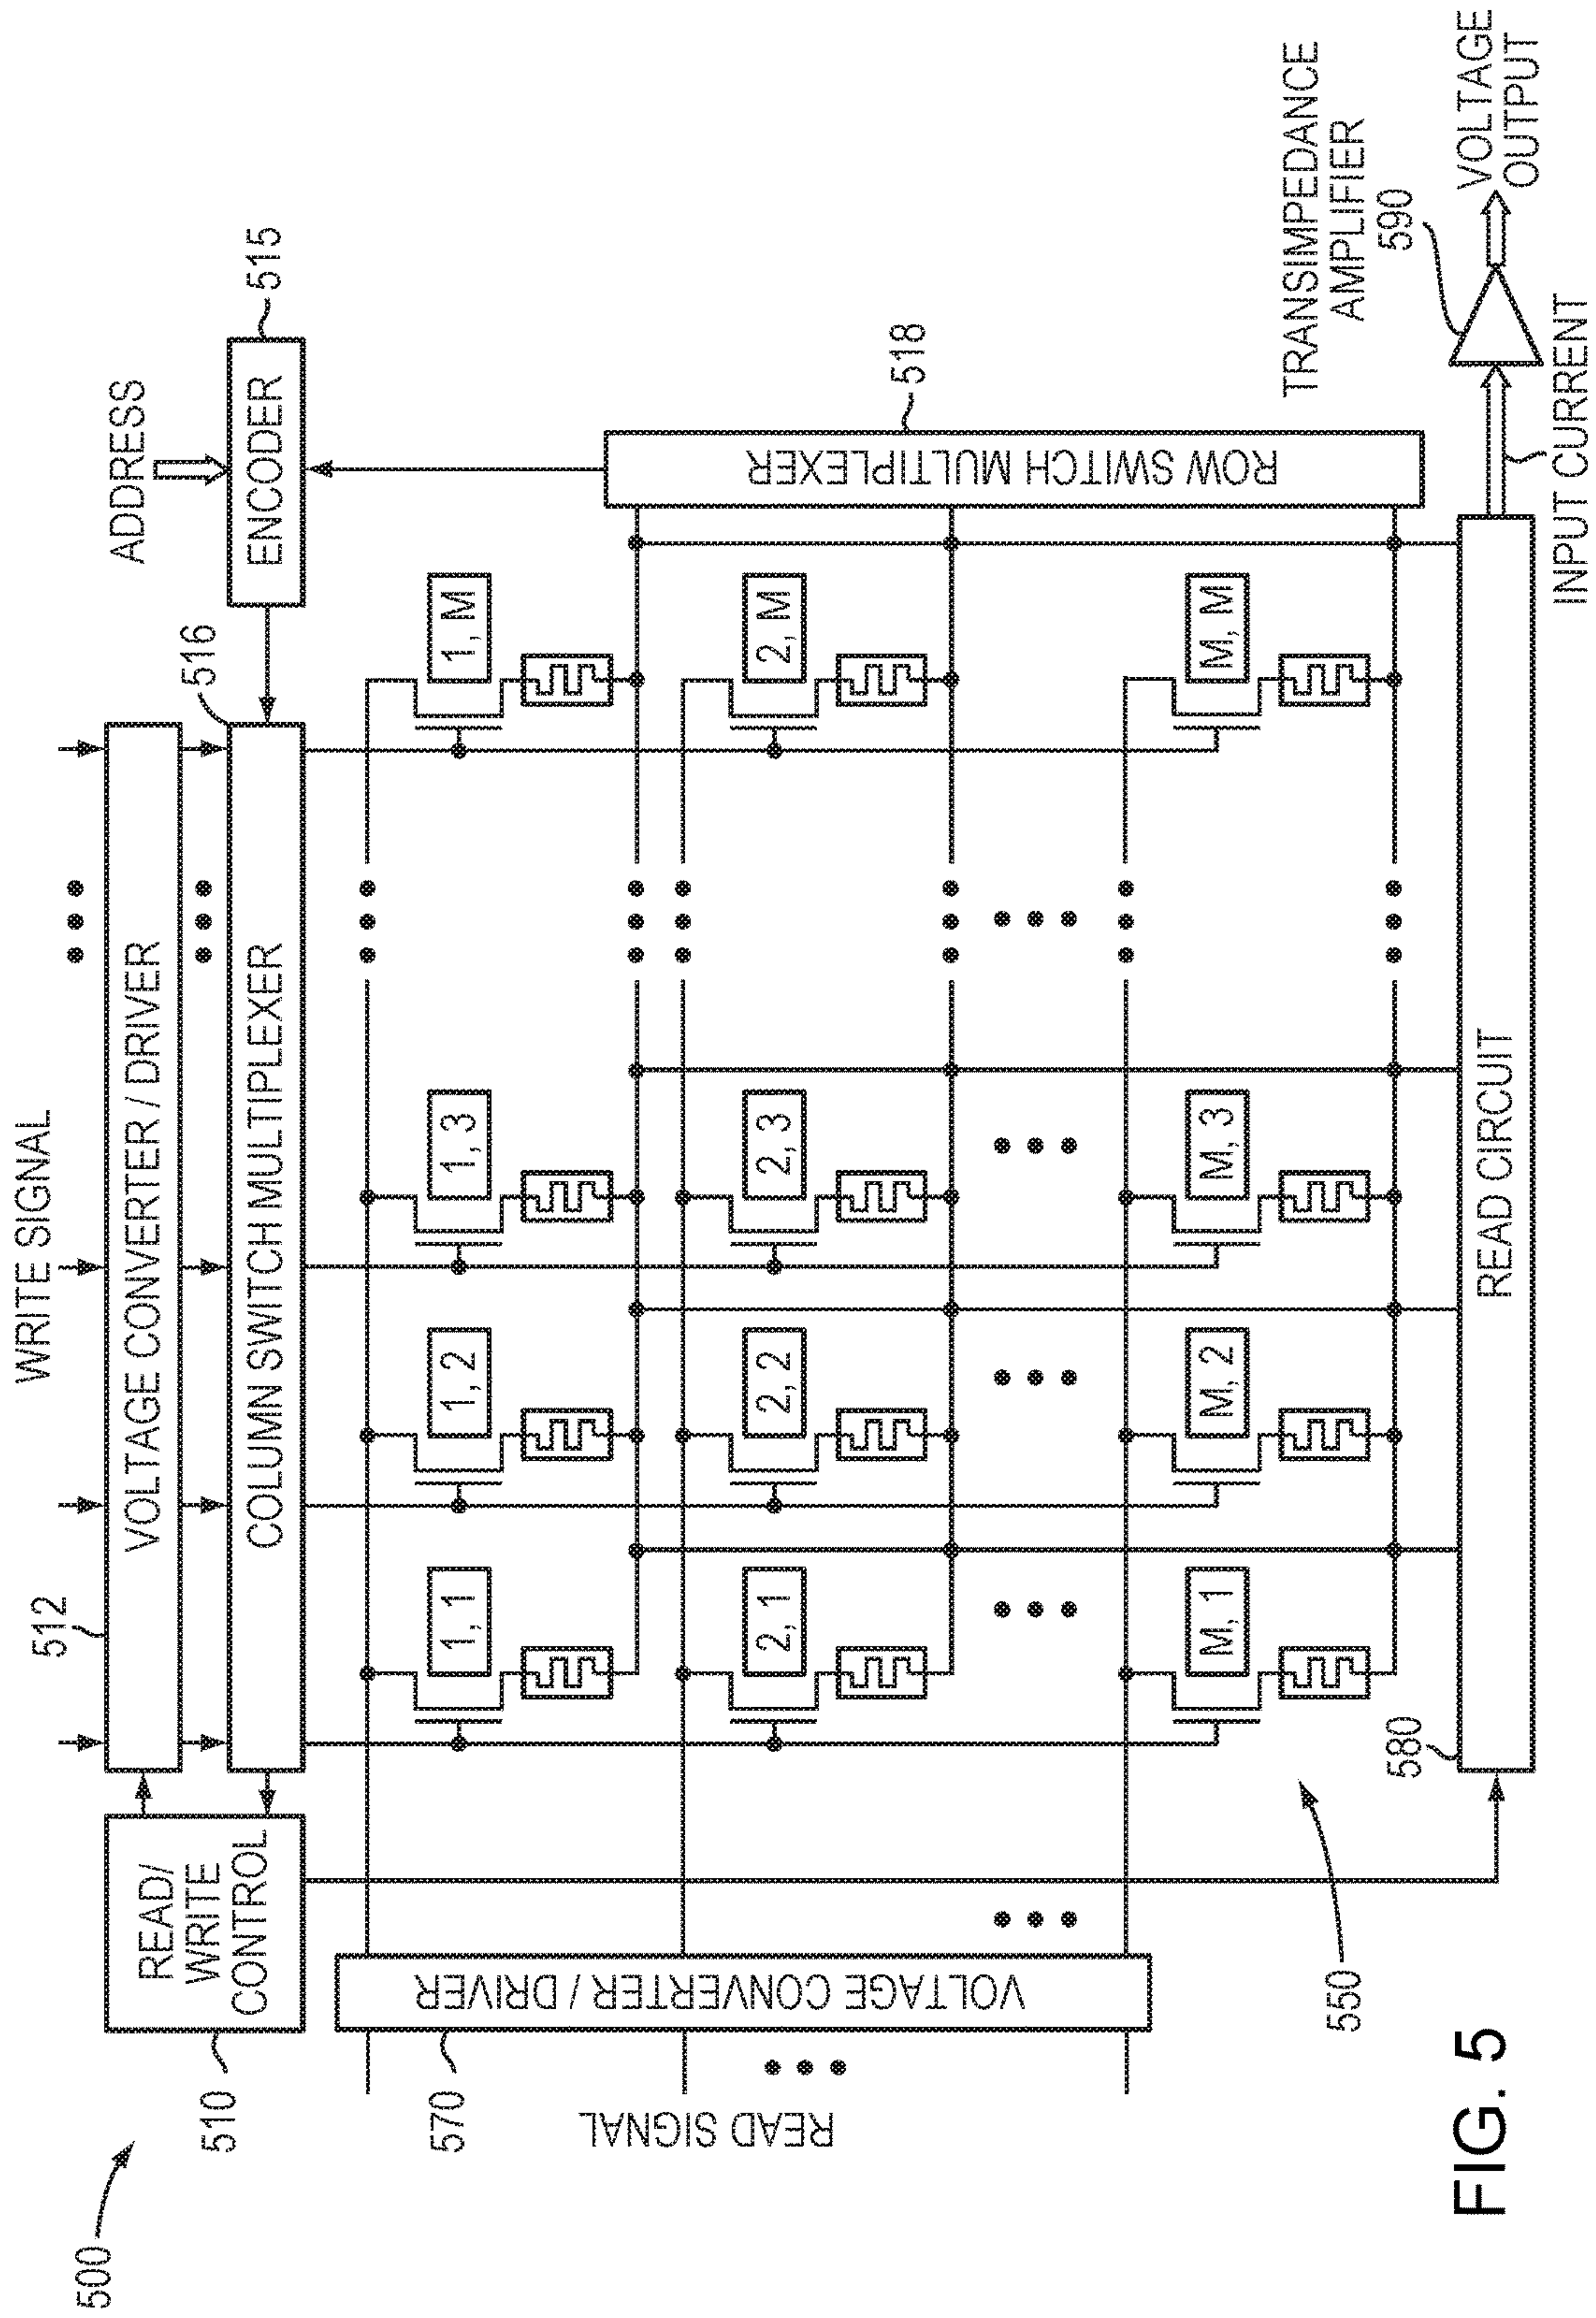 500
510
READ/
WRITE
CONTROL
512
WRITE SIGNAL
VOLTAGE CONVERTER / DRIVER
516
COLUMN SWITCH MULTIPLEXER
ADDRESS
ENCODER
515
READ SIGNAL
570
VOLTAGE CONVERTER / DRIVER
1, 1
1, 2
1, 3
1, M
2, 1
2, 2
2, 3
2, M
M, 1
M, 2
M, 3
M, M
ROW SWITCH MULTIPLEXER
518
550
580
READ CIRCUIT
INPUT CURRENT
TRANSIMPEDANCE
AMPLIFIER
590
VOLTAGE
OUTPUT
FIG. 5